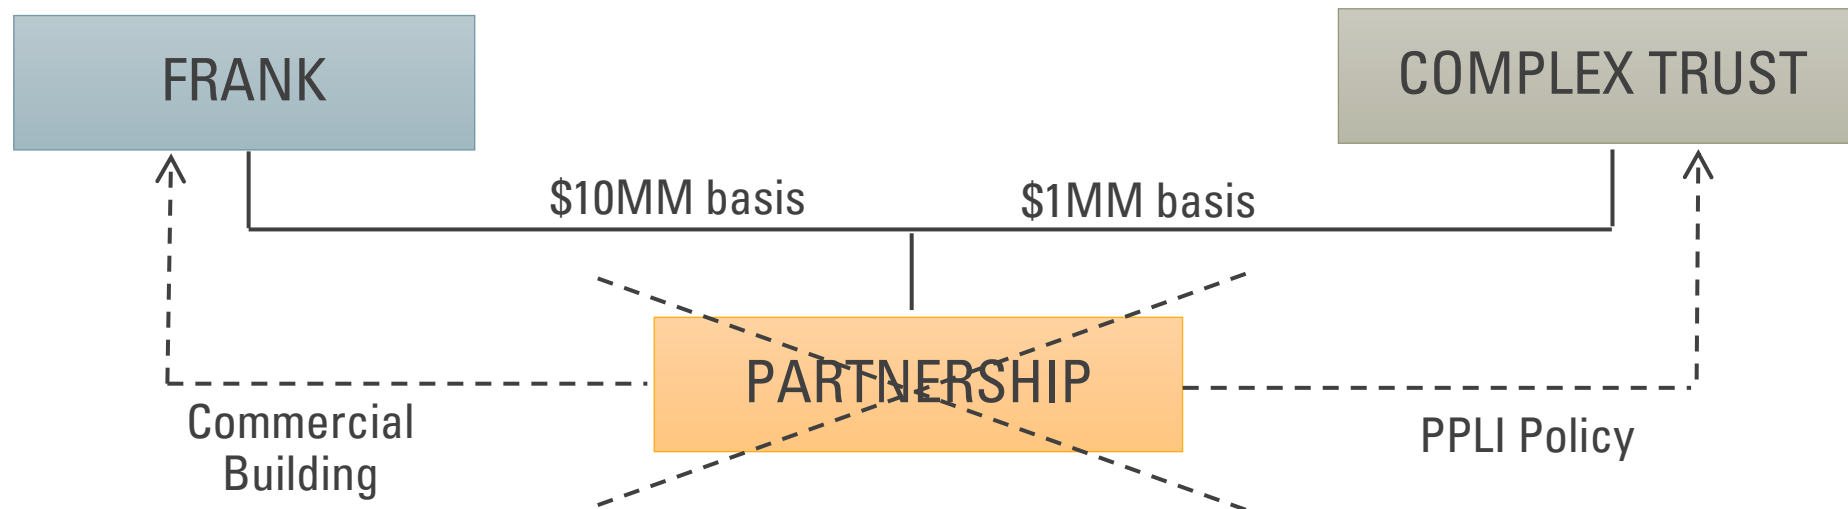 FRANK
COMPLEX TRUST
$10MM basis
$1MM basis
PARTNERSHIP
Commercial
Building
PPLI Policy